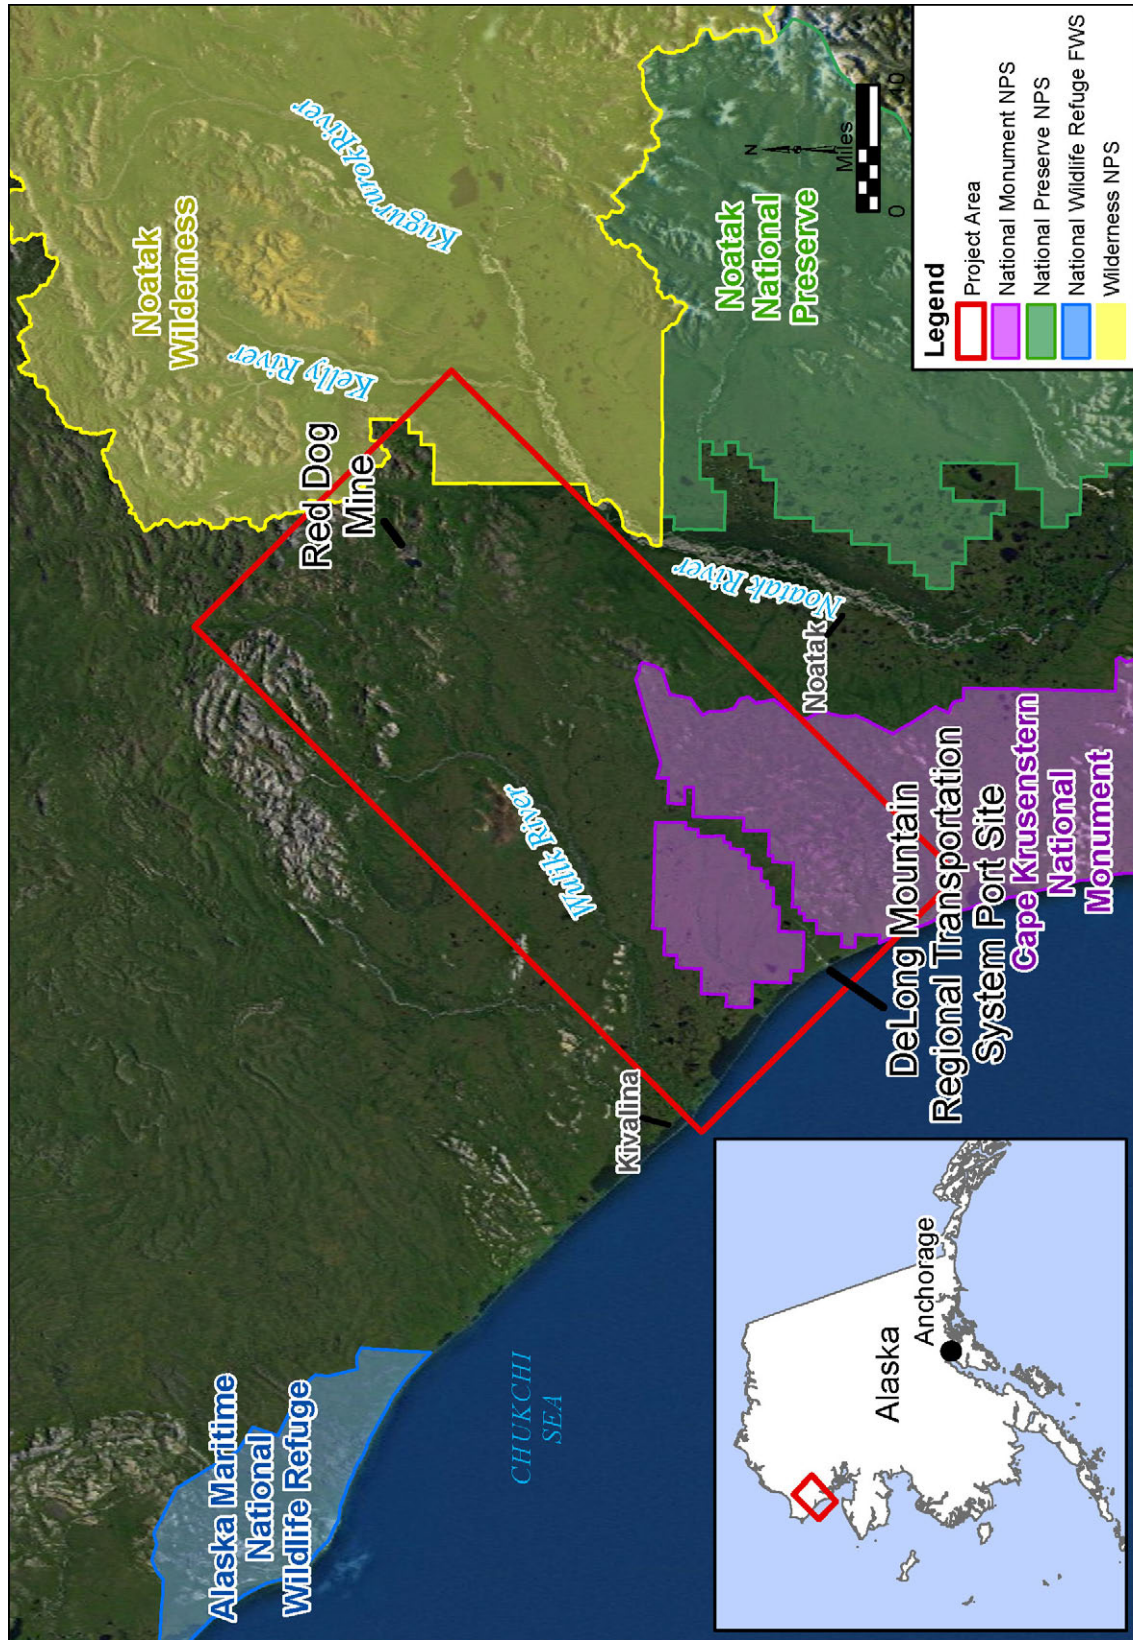 Noatak
Wilderness
Kugururok River
Kelly River
Red Dog
Mine
Alaska Maritime
National
Wildlife Refuge
Wulik River
CHUKCHI
SEA
Kivalina
Noatak River
Noatak
Noatak
National
Preserve
DeLong Mountain
Regional Transportation
System Port Site
Cape Krusenstern
National
Monument
N
Miles
0 40
Legend
Project Area
National Monument NPS
National Preserve NPS
National Wildlife Refuge FWS
Wilderness NPS
Alaska
Anchorage